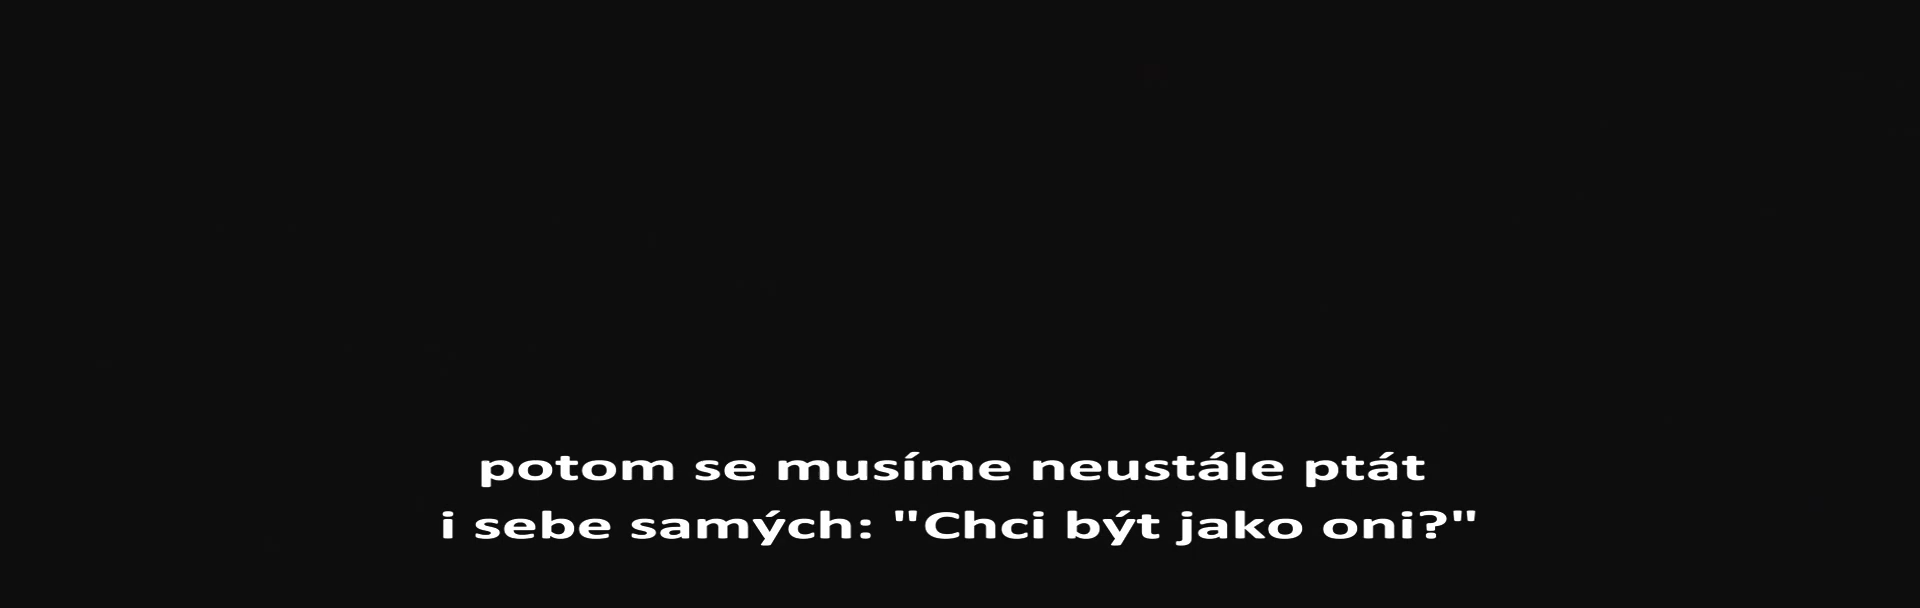 potom se musíme neustále ptát
i sebe samých: "Chci být jako oni?"